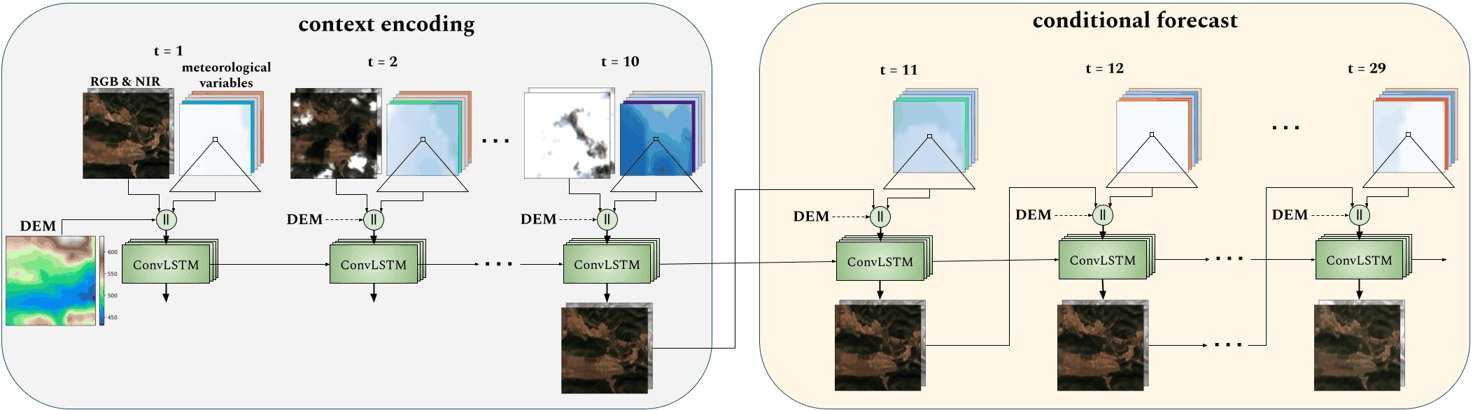 context encoding
t = 1
RGB & NIR
meteorological
variables
t = 2
t = 10
DEM
||
ConvLSTM
600
550
500
450
DEM
||
ConvLSTM
DEM
||
ConvLSTM
conditional forecast
t = 11
t = 12
t = 29
DEM
||
ConvLSTM
DEM
||
ConvLSTM
DEM
||
ConvLSTM